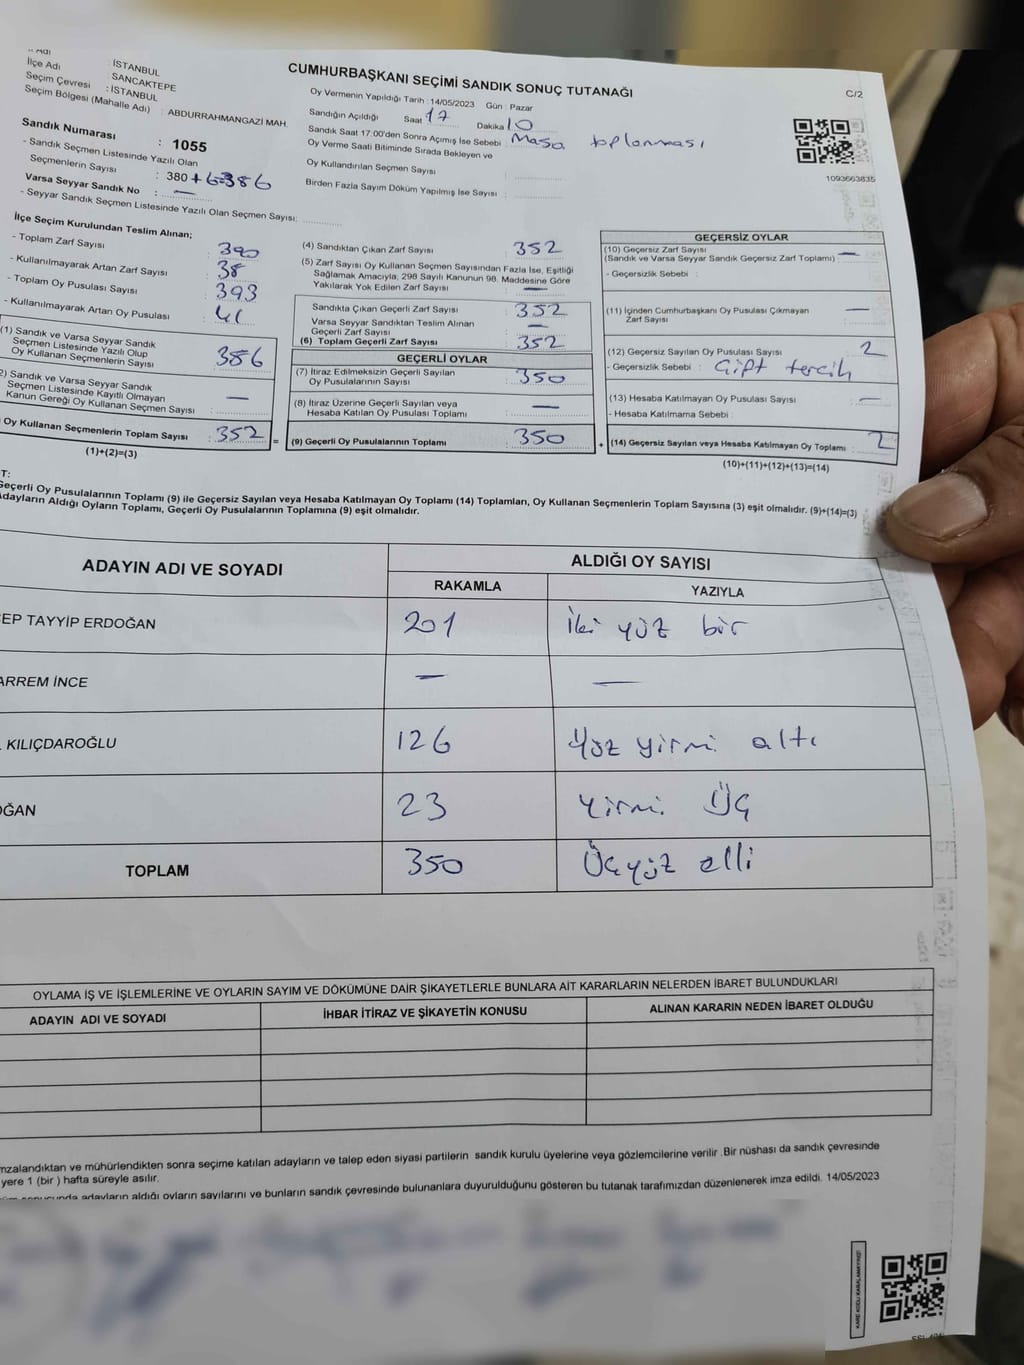 İlçe Adı : İSTANBUL
Seçim Çevresi : SANCAKTEPE
: İSTANBUL
Seçim Bölgesi (Mahalle Adı) : ABDURRAHMANGAZİ MAH.
Sandık Numarası : 1055
- Sandık Seçmen Listesinde Yazılı Olan
Seçmenlerin Sayısı : 380 + 6=386
Varsa Seyyar Sandık No : —
- Seyyar Sandık Seçmen Listesinde Yazılı Olan Seçmen Sayısı:
CUMHURBAŞKANI SEÇİMİ SANDIK SONUÇ TUTANAĞI
C/2
Oy Vermenin Yapıldığı Tarih : 14/05/2023 Gün : Pazar
Sandığın Açıldığı Saat 17 Dakika 10
Sandık Saat 17:00'den Sonra Açımış İse Sebebi : Masa toplanması
Oy Verme Saati Bitiminde Sırada Bekleyen ve
Oy Kullandırılan Seçmen Sayısı :
Birden Fazla Sayım Döküm Yapılmış İse Sayısı :
1093663835
İlçe Seçim Kurulundan Teslim Alınan;
- Toplam Zarf Sayısı : 390
- Kullanılmayarak Artan Zarf Sayısı : 38
- Toplam Oy Pusulası Sayısı : 393
- Kullanılmayarak Artan Oy Pusulası : 41
(1) Sandık ve Varsa Seyyar Sandık
Seçmen Listesinde Yazılı Olup
Oy Kullanan Seçmenlerin Sayısı : 386
2) Sandık ve Varsa Seyyar Sandık
Seçmen Listesinde Kayıtlı Olmayan
Kanun Gereği Oy Kullanan Seçmen Sayısı : —
Oy Kullanan Seçmenlerin Toplam Sayısı : 352 =
(1)+(2)=(3)
(4) Sandıktan Çıkan Zarf Sayısı : 352
(5) Zarf Sayısı Oy Kullanan Seçmen Sayısından Fazla İse, Eşitliği
Sağlamak Amacıyla, 298 Sayılı Kanunun 98. Maddesine Göre
Yakılarak Yok Edilen Zarf Sayısı : —
Sandıkta Çıkan Geçerli Zarf Sayısı : 352
Varsa Seyyar Sandıktan Teslim Alınan
Geçerli Zarf Sayısı : —
(6) Toplam Geçerli Zarf Sayısı : 352
GEÇERLİ OYLAR
(7) İtiraz Edilmeksizin Geçerli Sayılan
Oy Pusulalarının Sayısı : 350
(8) İtiraz Üzerine Geçerli Sayılan veya
Hesaba Katılan Oy Pusulası Toplamı : —
(9) Geçerli Oy Pusulalarının Toplamı : 350 +
GEÇERSİZ OYLAR
(10) Geçersiz Zarf Sayısı : —
(Sandık ve Varsa Seyyar Sandık Geçersiz Zarf Toplamı)
- Geçersizlik Sebebi :
(11) İçinden Cumhurbaşkanı Oy Pusulası Çıkmayan
Zarf Sayısı : —
(12) Geçersiz Sayılan Oy Pusulası Sayısı : 2
- Geçersizlik Sebebi : Çift tercih
(13) Hesaba Katılmayan Oy Pusulası Sayısı : —
- Hesaba Katılmama Sebebi :
(14) Geçersiz Sayılan veya Hesaba Katılmayan Oy Toplamı : 2
(10)+(11)+(12)+(13)=(14)
T:
Geçerli Oy Pusulalarının Toplamı (9) ile Geçersiz Sayılan veya Hesaba Katılmayan Oy Toplamı (14) Toplamları, Oy Kullanan Seçmenlerin Toplam Sayısına (3) eşit olmalıdır. (9)+(14)=(3)
Adayların Aldığı Oyların Toplamı, Geçerli Oy Pusulalarının Toplamına (9) eşit olmalıdır.
ADAYIN ADI VE SOYADI
ALDIĞI OY SAYISI
RAKAMLA YAZIYLA
EP TAYYİP ERDOĞAN 201 İki yüz bir
ARREM İNCE — —
KILIÇDAROĞLU 126 Yüz yirmi altı
OĞAN 23 Yirmi Üç
TOPLAM 350 Üçyüz elli
OYLAMA İŞ VE İŞLEMLERİNE VE OYLARIN SAYIM VE DÖKÜMÜNE DAİR ŞİKAYETLERLE BUNLARA AİT KARARLARIN NELERDEN İBARET BULUNDUKLARI
ADAYIN ADI VE SOYADI İHBAR İTİRAZ VE ŞİKAYETİN KONUSU ALINAN KARARIN NEDEN İBARET OLDUĞU
mzalandıktan ve mühürlendikten sonra seçime katılan adayların ve talep eden siyasi partilerin sandık kurulu üyelerine veya gözlemcilerine verilir .Bir nüshası da sandık çevresinde
yere 1 (bir ) hafta süreyle asılır.
sonucunda adayların aldığı oyların sayılarını ve bunların sandık çevresinde bulunanlara duyurulduğunu gösteren bu tutanak tarafımızdan düzenlenerek imza edildi. 14/05/2023
KARE KODU KARALAMAYINIZ!